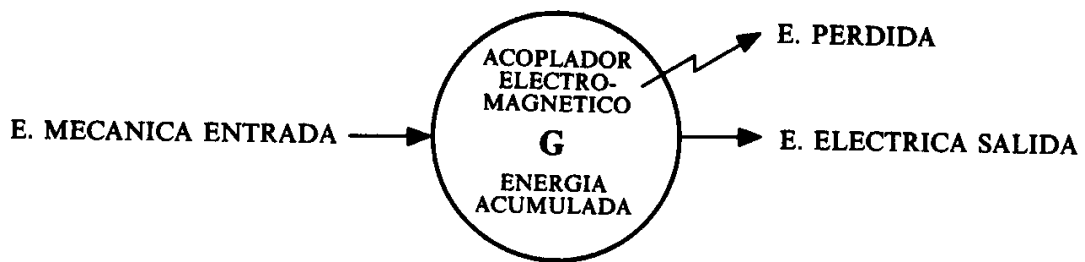 E. MECANICA ENTRADA
ACOPLADOR
ELECTRO-
MAGNETICO
G
ENERGIA
ACUMULADA
E. PERDIDA
E. ELECTRICA SALIDA